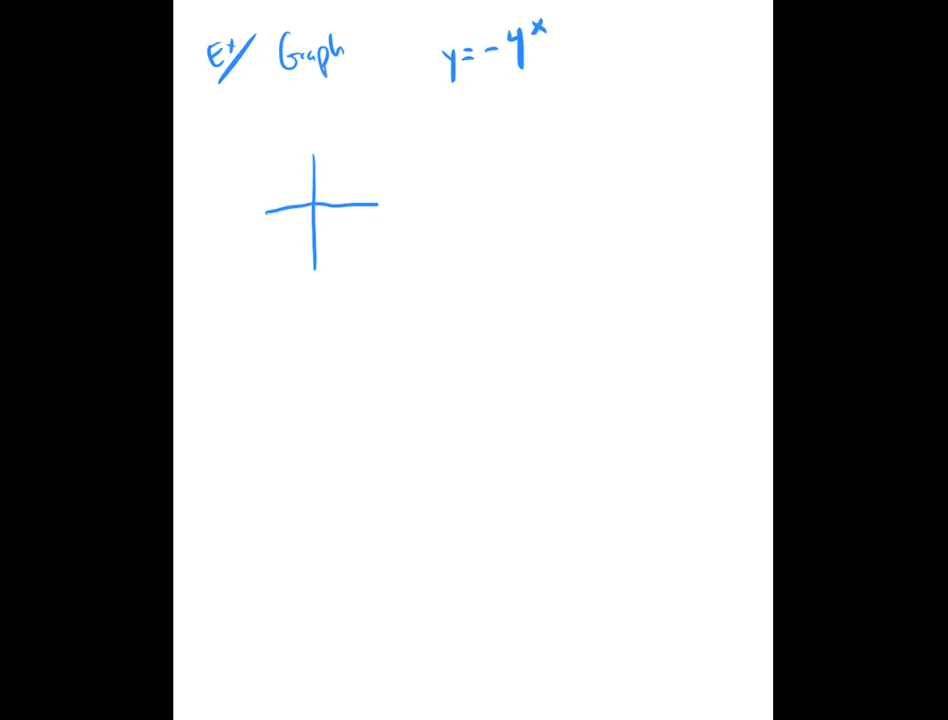 Ex/ Graph y = -4^x